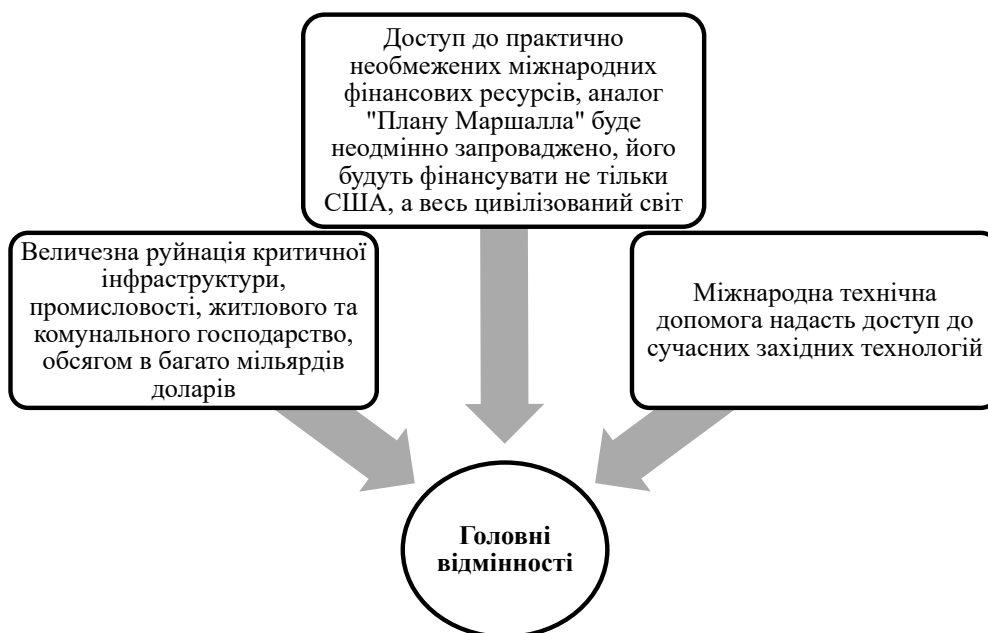 Доступ до практично
необмежених міжнародних
фінансових ресурсів, аналог
"Плану Маршалла" буде
неодмінно запроваджено, його
будуть фінансувати не тільки
США, а весь цивілізований світ
Величезна руйнація критичної
інфраструктури,
промисловості, житлового та
комунального господарство,
обсягом в багато мільярдів
доларів
Міжнародна технічна
допомога надасть доступ до
сучасних західних технологій
Головні
відмінності